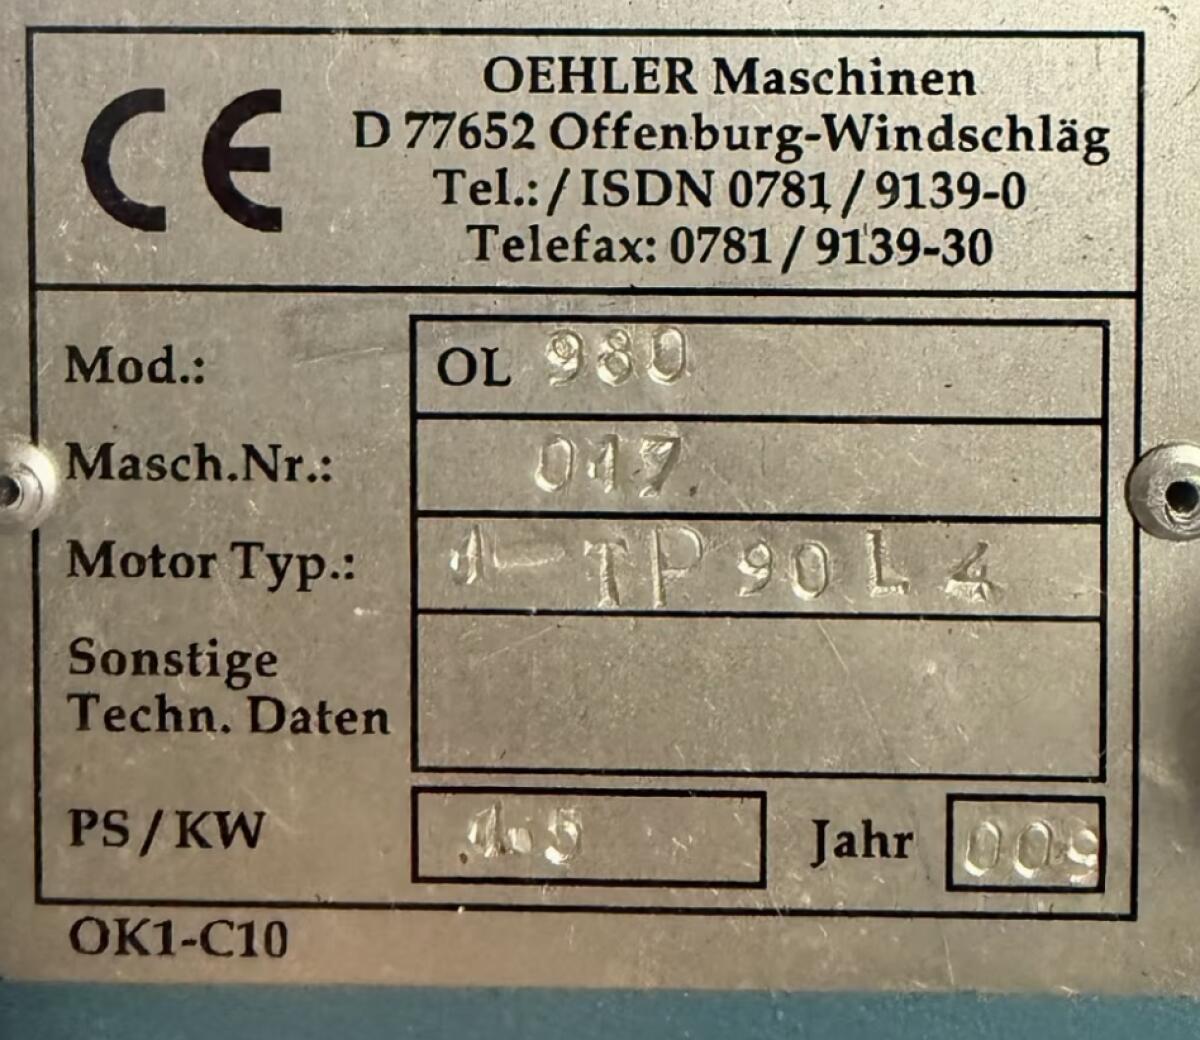 CE
OEHLER Maschinen
D 77652 Offenburg-Windschläg
Tel.: / ISDN 0781 / 9139-0
Telefax: 0781 / 9139-30
Mod.: OL 980
Masch.Nr.: 017
Motor Typ.: 1-TP 90 L 4
Sonstige
Techn. Daten
PS / KW 1.5 Jahr 009
OK1-C10